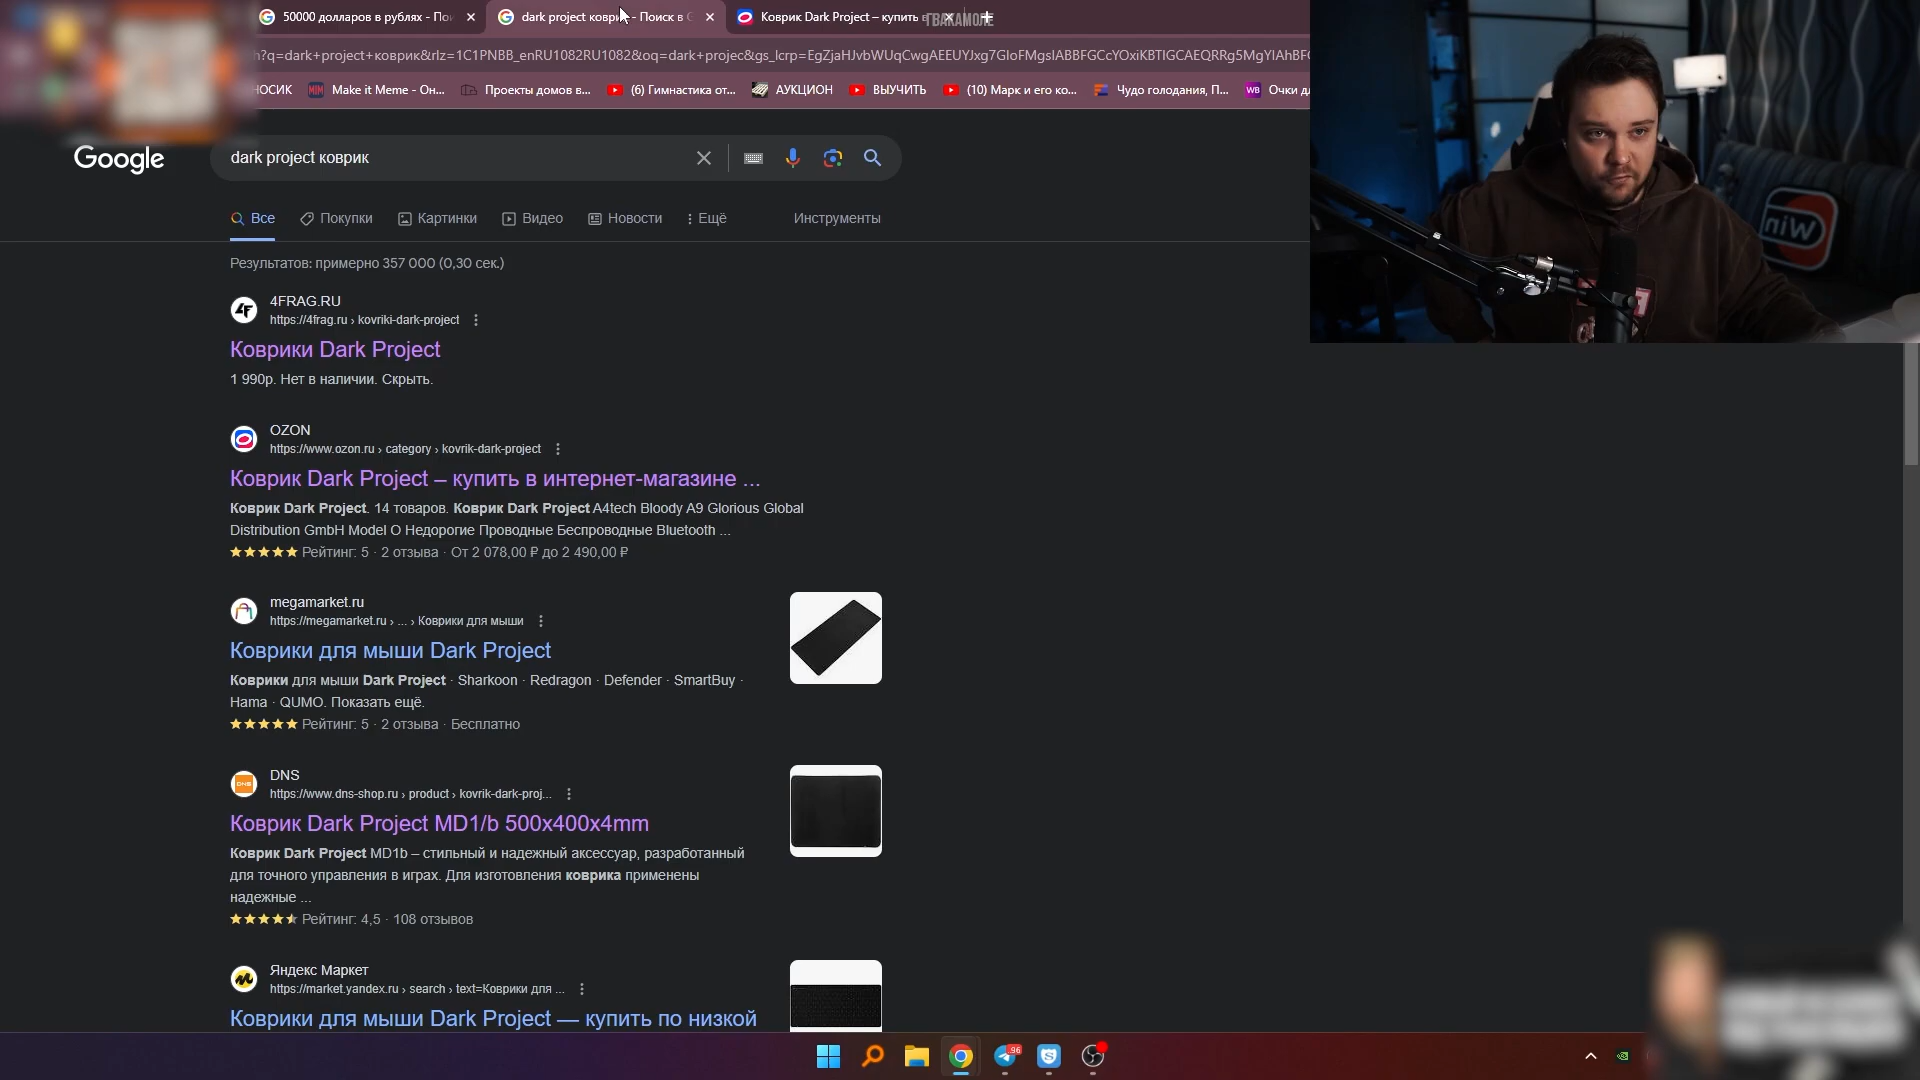 50000 долларов в рублях - По
dark project коври - Поиск в G
Коврик Dark Project – купить в
ГВАКАМОЛЕ
h?q=dark+project+коврик&rlz=1C1PNBB_enRU1082RU1082&oq=dark+projec&gs_lcrp=EgZjaHJvbWUqCwgAEEUYJxg7GIoFMgsIABBFGCcYOxiKBTIGCAEQRRg5MgYIAhBF
НОСИК
Make it Meme - Он...
Проекты домов в...
(6) Гимнастика от...
АУКЦИОН
ВЫУЧИТЬ
(10) Марк и его ко...
Чудо голодания, П...
WB
Очки д
Google
dark project коврик
Все
Покупки
Картинки
Видео
Новости
Ещё
Инструменты
Результатов: примерно 357 000 (0,30 сек.)
4FRAG.RU
https://4frag.ru › kovriki-dark-project
Коврики Dark Project
1 990р. Нет в наличии. Скрыть.
OZON
https://www.ozon.ru › category › kovrik-dark-project
Коврик Dark Project – купить в интернет-магазине ...
Коврик Dark Project. 14 товаров. Коврик Dark Project A4tech Bloody A9 Glorious Global
Distribution GmbH Model O Недорогие Проводные Беспроводные Bluetooth ...
Рейтинг: 5 · 2 отзыва · От 2 078,00 ₽ до 2 490,00 ₽
megamarket.ru
https://megamarket.ru › ... › Коврики для мыши
Коврики для мыши Dark Project
Коврики для мыши Dark Project · Sharkoon · Redragon · Defender · SmartBuy ·
Hama · QUMO. Показать ещё.
Рейтинг: 5 · 2 отзыва · Бесплатно
DNS
DNS
https://www.dns-shop.ru › product › kovrik-dark-proj...
Коврик Dark Project MD1/b 500x400x4mm
Коврик Dark Project MD1b – стильный и надежный аксессуар, разработанный
для точного управления в играх. Для изготовления коврика применены
надежные ...
Рейтинг: 4,5 · 108 отзывов
Яндекс Маркет
https://market.yandex.ru › search › text=Коврики для ...
Коврики для мыши Dark Project — купить по низкой
96
Win